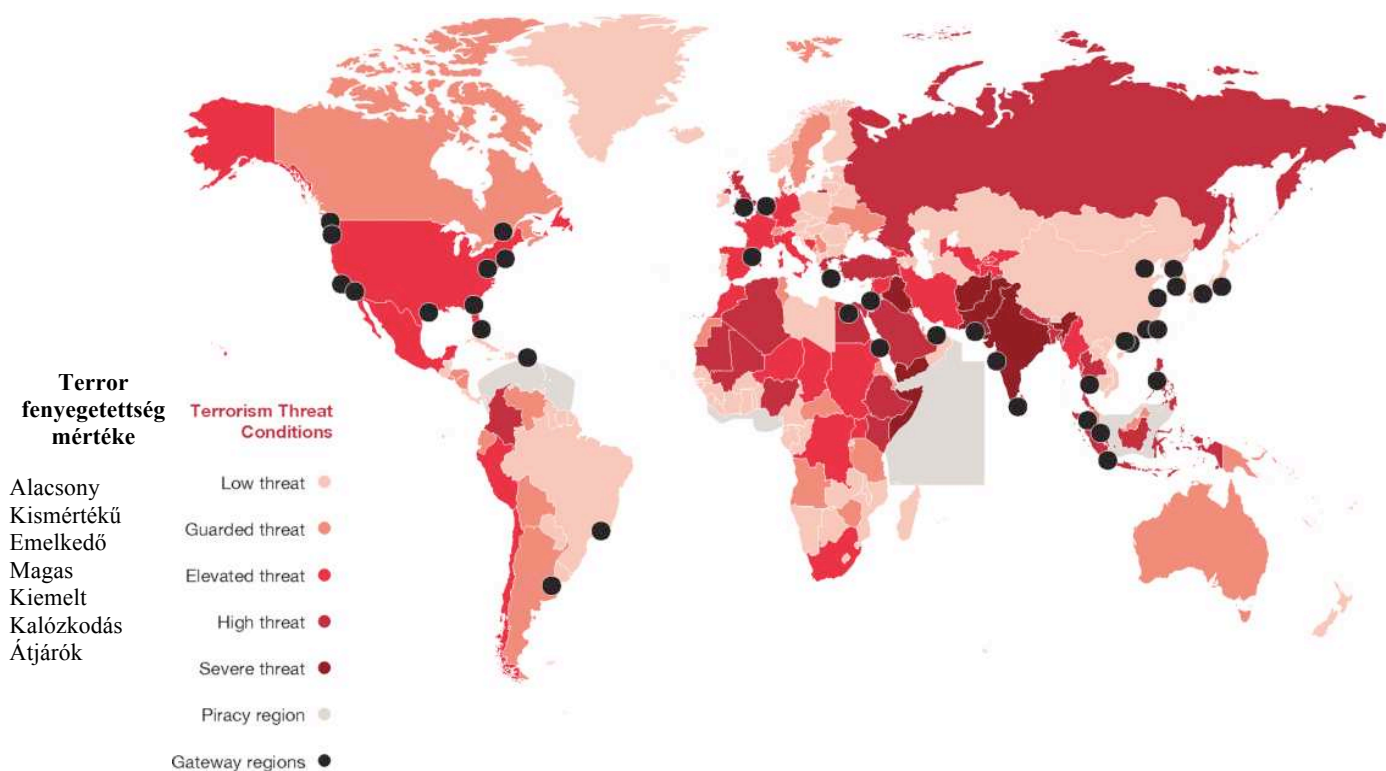 Terror
fenyegetettség
mértéke
Alacsony
Kismértékű
Emelkedő
Magas
Kiemelt
Kalózkodás
Átjárók
Terrorism Threat
Conditions
Low threat
Guarded threat
Elevated threat
High threat
Severe threat
Piracy region
Gateway regions